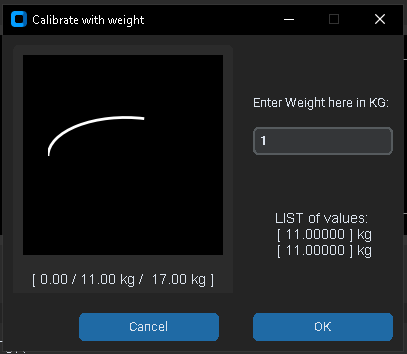 Calibrate with weight
Enter Weight here in KG:
1
LIST of values:
[ 11.00000 ] kg
[ 11.00000 ] kg
[ 0.00 / 11.00 kg / 17.00 kg ]
Cancel
OK